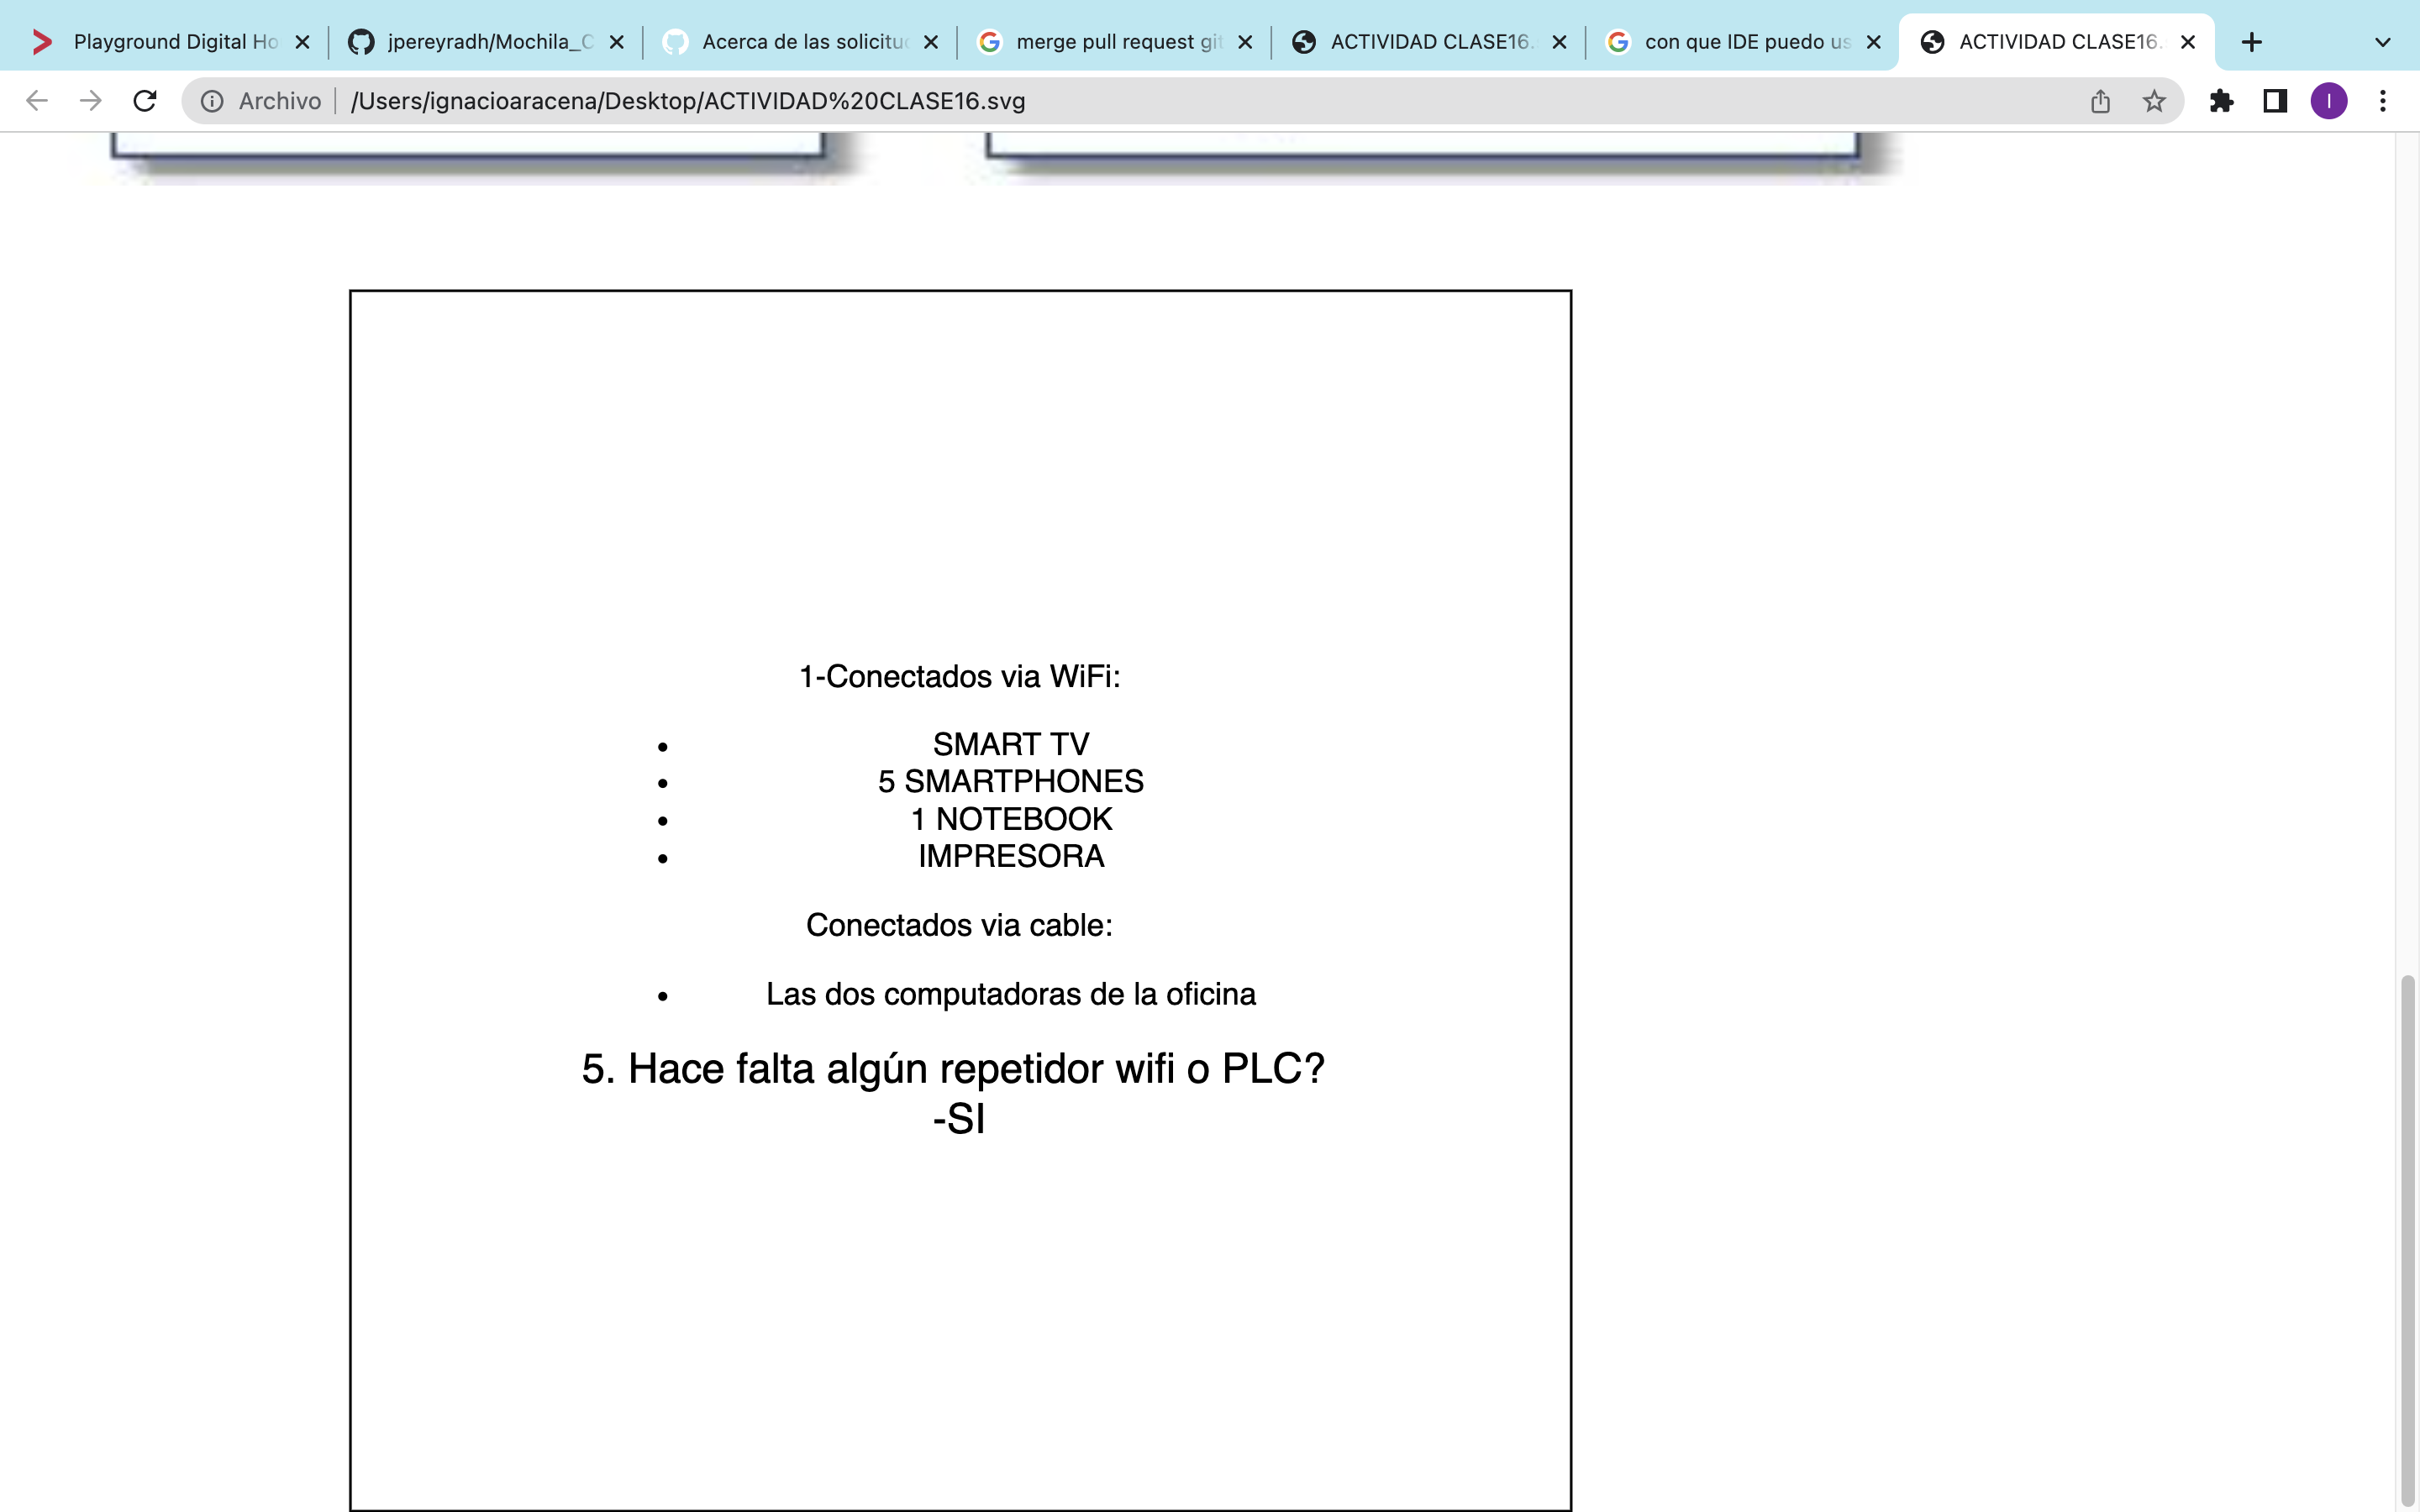 Playground Digital Ho
jpereyradh/Mochila_C
Acerca de las solicitud
merge pull request git
ACTIVIDAD CLASE16.
con que IDE puedo us
ACTIVIDAD CLASE16.
Archivo
/Users/ignacioaracena/Desktop/ACTIVIDAD%20CLASE16.svg
I
1-Conectados via WiFi:
• SMART TV
• 5 SMARTPHONES
• 1 NOTEBOOK
• IMPRESORA
Conectados via cable:
• Las dos computadoras de la oficina
5. Hace falta algún repetidor wifi o PLC?
-SI